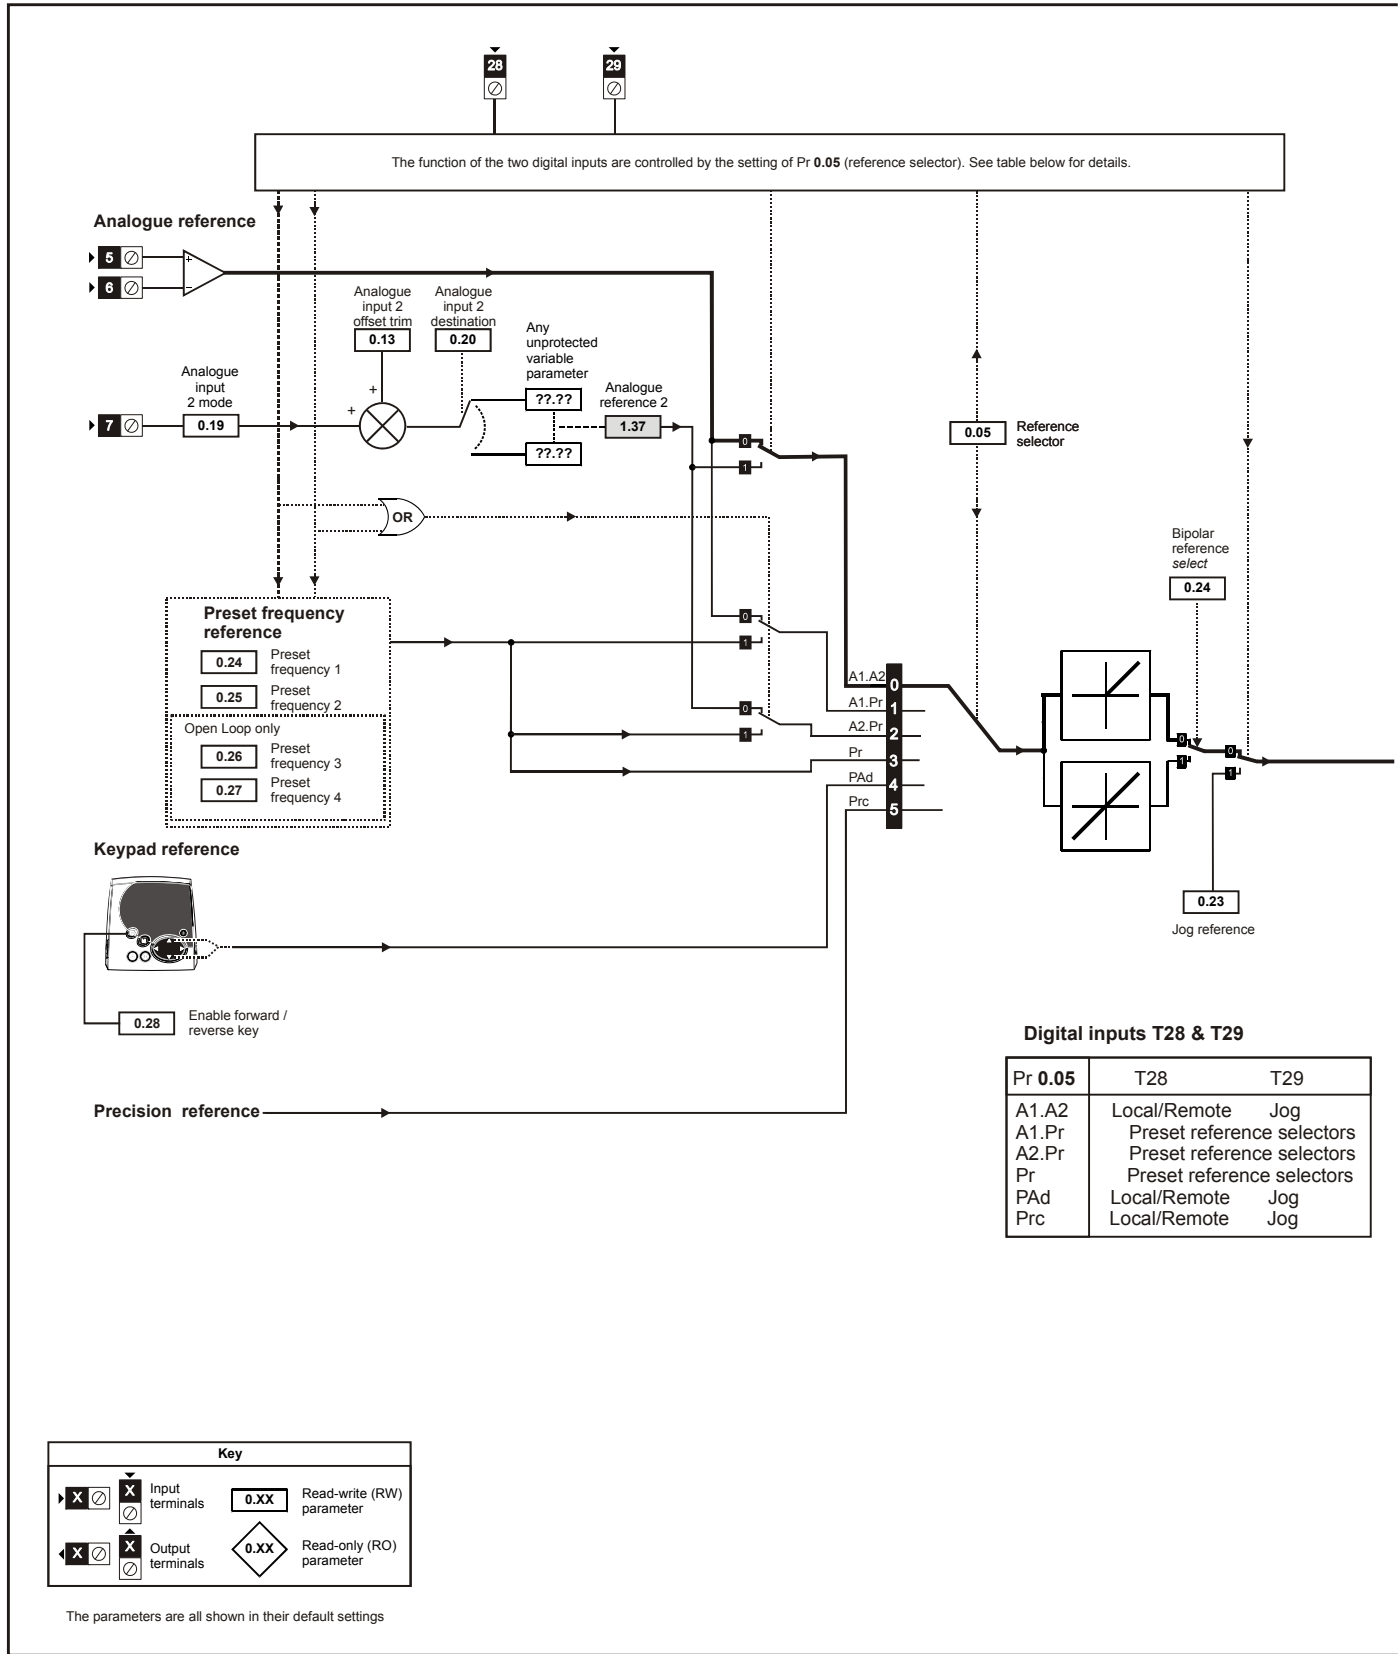 28
29
The function of the two digital inputs are controlled by the setting of Pr 0.05 (reference selector). See table below for details.
Analogue reference
5
+
6
−
Analogue
input 2
offset trim
0.13
Analogue
input 2
destination
0.20
Any
unprotected
variable
parameter
??.??
??.??
Analogue
input
2 mode
7
0.19
+
+
Analogue
reference 2
1.37
0
1
0.05
Reference
selector
OR
Bipolar
reference
select
0.24
Preset frequency
reference
0.24
Preset
frequency 1
0.25
Preset
frequency 2
Open Loop only
0.26
Preset
frequency 3
0.27
Preset
frequency 4
0
1
0
1
A1.A2
0
A1.Pr
1
A2.Pr
2
Pr
3
PAd
4
Prc
5
0
1
0
1
0.23
Jog reference
Keypad reference
0.28
Enable forward /
reverse key
Precision reference
Digital inputs T28 & T29
Pr 0.05 T28 T29
A1.A2 Local/Remote Jog
A1.Pr Preset reference selectors
A2.Pr Preset reference selectors
Pr Preset reference selectors
PAd Local/Remote Jog
Prc Local/Remote Jog
Key
X
X
Input
terminals
0.XX
Read-write (RW)
parameter
X
X
Output
terminals
0.XX
Read-only (RO)
parameter
The parameters are all shown in their default settings